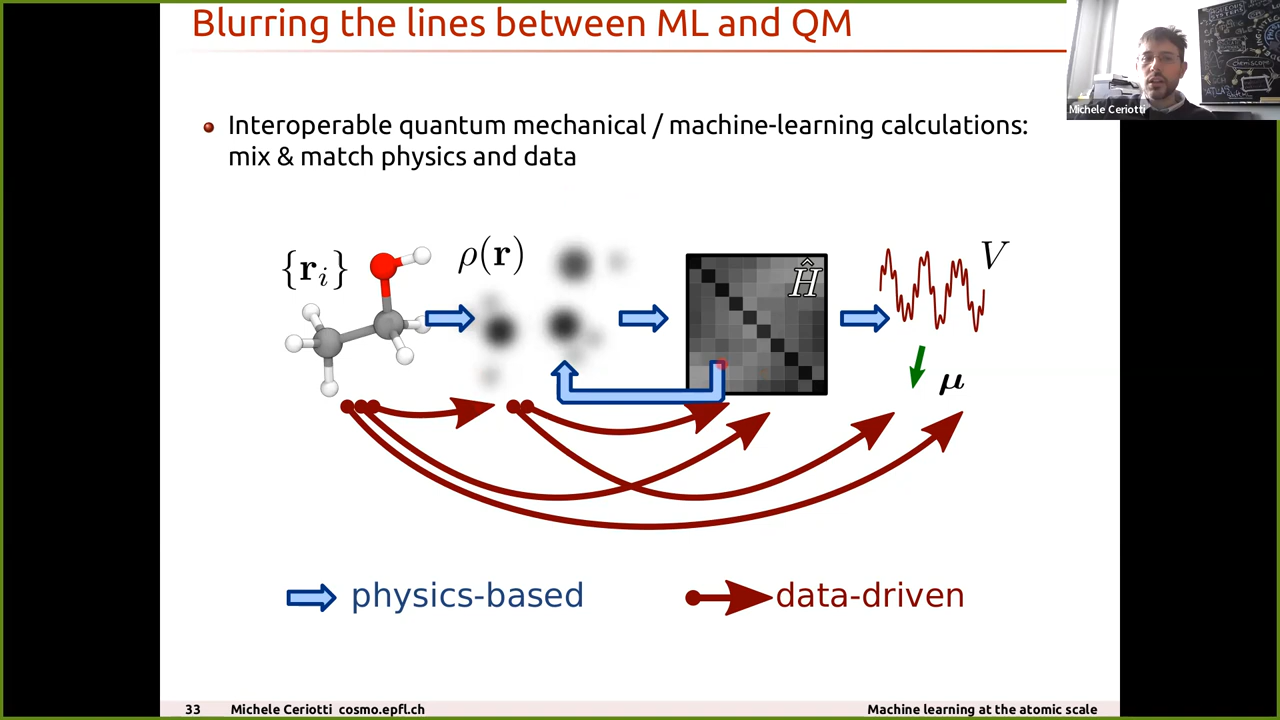 Blurring the lines between ML and QM
Michele Ceriotti
Interoperable quantum mechanical / machine-learning calculations:
mix & match physics and data
{r_i}
ρ(r)
Ĥ
V
μ
physics-based
data-driven
33 Michele Ceriotti cosmo.epfl.ch
Machine learning at the atomic scale